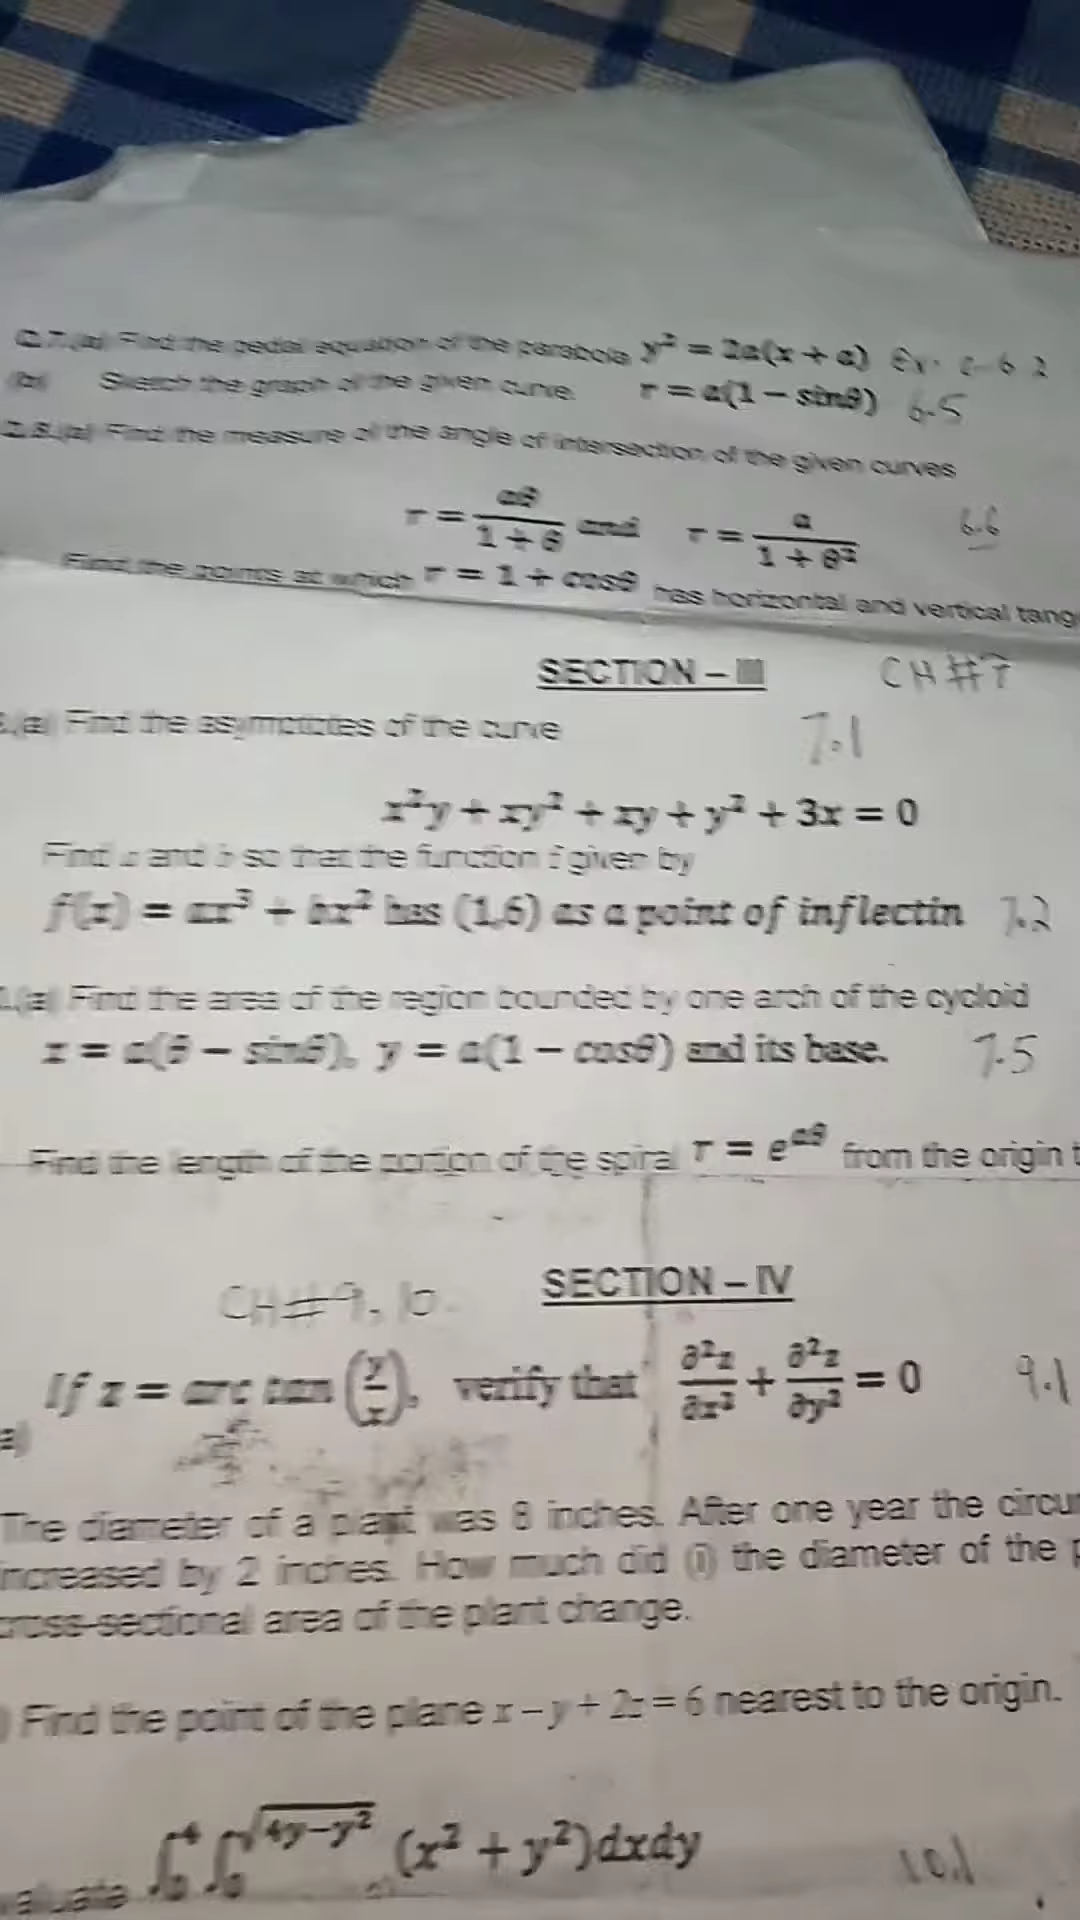 Q.7.(a) Find the pedal equation of the parabola y² = 2a(x + a) Ex. 6.2
(b) Sketch the graph of the given curve. r = a(1 − sinθ) 6.5
Q.8.(a) Find the measure of the angle of intersection of the given curves
r = aθ/(1 + θ) and r = a/(1 + θ²) 6.6
Find the points at which r = 1 + cosθ has horizontal and vertical tang
SECTION – III CH#7
(a) Find the asymptotes of the curve 7.1
x²y + xy² + xy + y² + 3x = 0
Find a and b so that the function f given by
f(x) = ax³ + bx² has (1,6) as a point of inflectin 7.2
(a) Find the area of the region bounded by one arch of the cycloid
x = a(θ − sinθ), y = a(1 − cosθ) and its base. 7.5
Find the length of the portion of the spiral r = e^{aθ} from the origin t
CH#9,10 SECTION – IV
If z = arc tan (y/x), verify that ∂²z/∂x² + ∂²z/∂y² = 0 9.1
a)
The diameter of a plant was 8 inches. After one year the circu
increased by 2 inches. How much did (i) the diameter of the p
cross-sectional area of the plant change.
) Find the point of the plane x – y + 2z = 6 nearest to the origin.
valuate ∫₀⁴ ∫₀^{√(4y−y²)} (x² + y²)dxdy 10.1